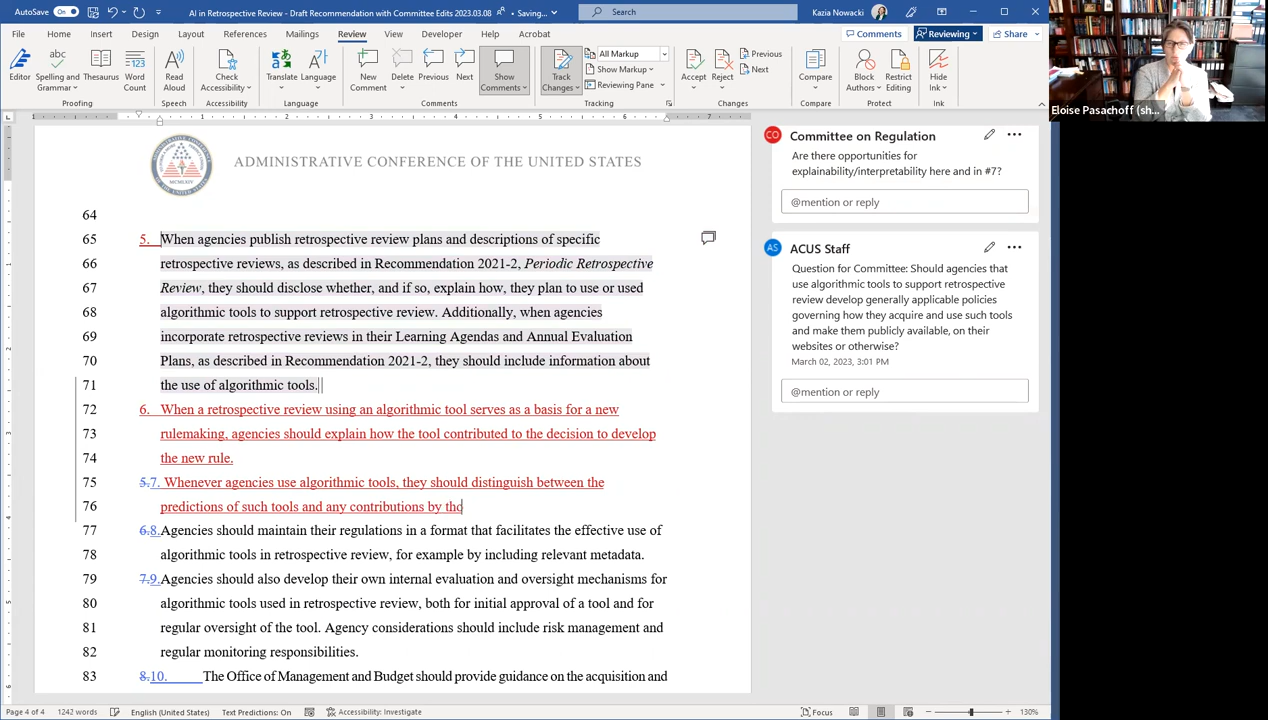 AutoSave On
AI in Retrospective Review - Draft Recommendation with Committee Edits 2023.03.08 • Saving...
Search
Kazia Nowacki
File Home Insert Draw Design Layout References Mailings Review View Developer Help Acrobat
Comments Reviewing Share
Editor
Spelling and Grammar
Thesaurus
Word Count
Proofing
Read Aloud
Speech
Check Accessibility
Accessibility
Translate
Language
Language
New Comment
Delete
Previous
Next
Show Comments
Comments
Track Changes
All Markup
Show Markup
Reviewing Pane
Tracking
Accept
Reject
Previous
Next
Changes
Compare
Compare
Block Authors
Restrict Editing
Protect
Hide Ink
Ink
Eloise Pasachoff (sh...
ADMINISTRATIVE CONFERENCE OF THE UNITED STATES
64
65 5. When agencies publish retrospective review plans and descriptions of specific
66 retrospective reviews, as described in Recommendation 2021-2, Periodic Retrospective
67 Review, they should disclose whether, and if so, explain how, they plan to use or used
68 algorithmic tools to support retrospective review. Additionally, when agencies
69 incorporate retrospective reviews in their Learning Agendas and Annual Evaluation
70 Plans, as described in Recommendation 2021-2, they should include information about
71 the use of algorithmic tools.
72 6. When a retrospective review using an algorithmic tool serves as a basis for a new
73 rulemaking, agencies should explain how the tool contributed to the decision to develop
74 the new rule.
75 5.7. Whenever agencies use algorithmic tools, they should distinguish between the
76 predictions of such tools and any contributions by tho
77 6.8. Agencies should maintain their regulations in a format that facilitates the effective use of
78 algorithmic tools in retrospective review, for example by including relevant metadata.
79 7.9. Agencies should also develop their own internal evaluation and oversight mechanisms for
80 algorithmic tools used in retrospective review, both for initial approval of a tool and for
81 regular oversight of the tool. Agency considerations should include risk management and
82 regular monitoring responsibilities.
83 8.10. The Office of Management and Budget should provide guidance on the acquisition and
CO Committee on Regulation
Are there opportunities for
explainability/interpretability here and in #7?
@mention or reply
AS ACUS Staff
Question for Committee: Should agencies that
use algorithmic tools to support retrospective
review develop generally applicable policies
governing how they acquire and use such tools
and make them publicly available, on their
websites or otherwise?
March 02, 2023, 3:01 PM
@mention or reply
Page 4 of 4 1242 words English (United States) Text Predictions: On Accessibility: Investigate Focus 130%